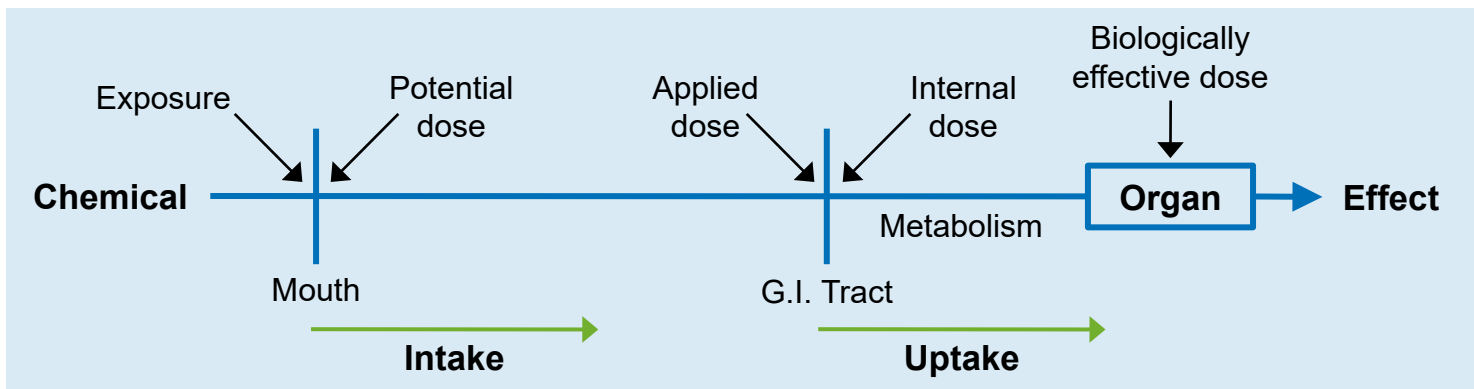 Exposure
Potential
dose
Applied
dose
Internal
dose
Biologically
effective dose
Chemical
Organ
Effect
Metabolism
Mouth
G.I. Tract
Intake
Uptake